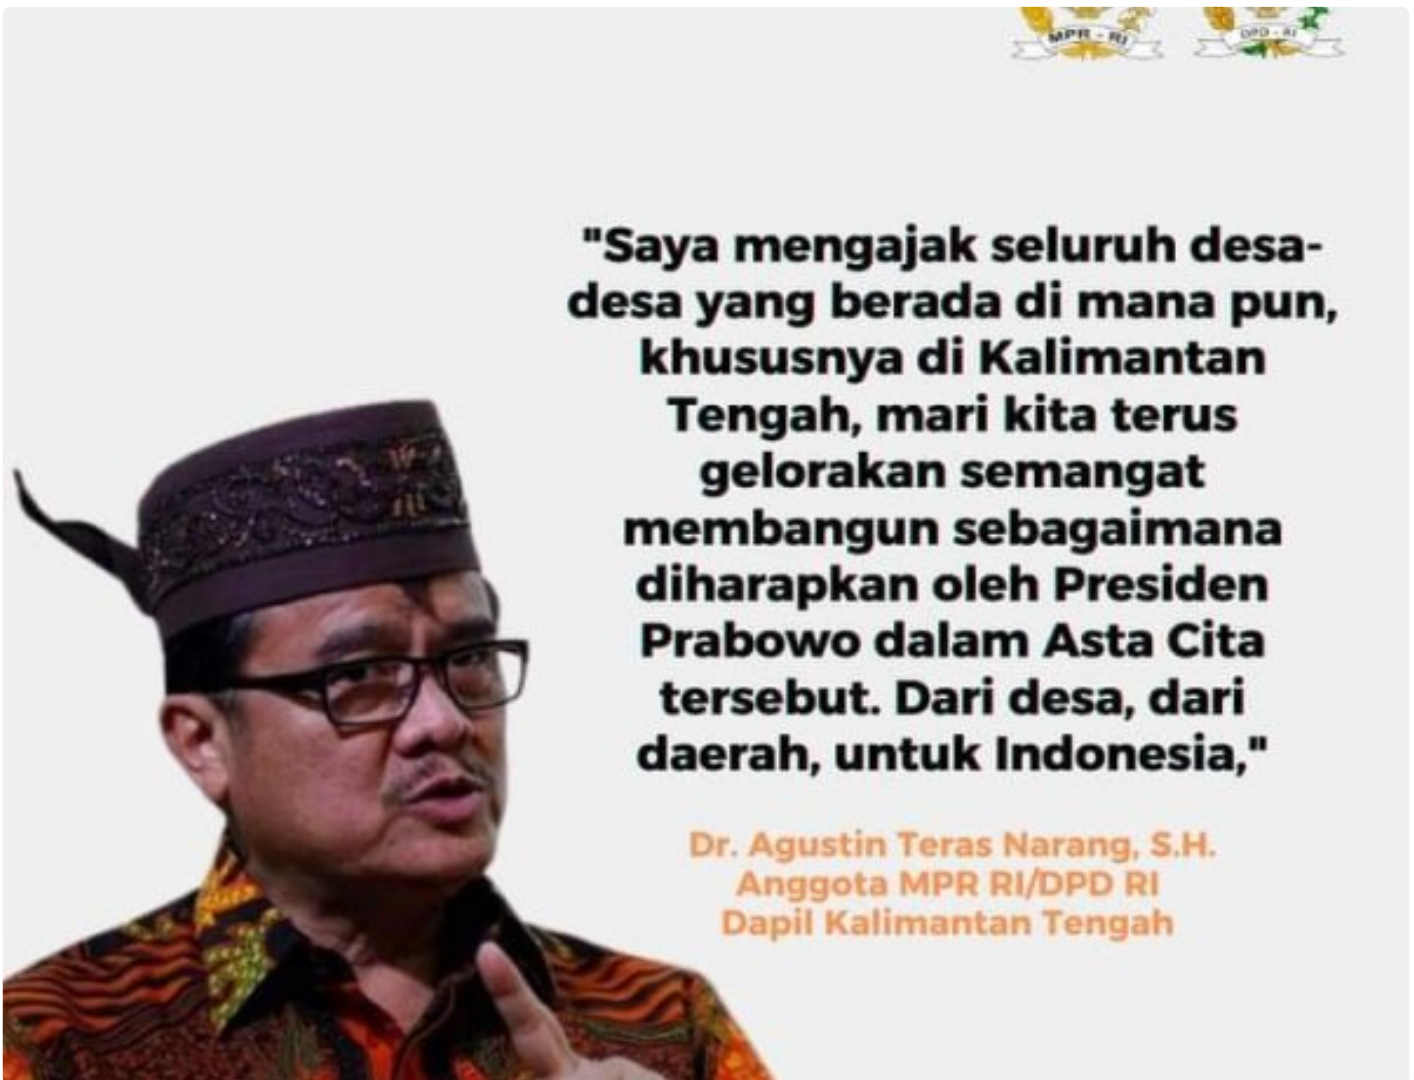 MPR - RI
DPD - RI
"Saya mengajak seluruh desa-
desa yang berada di mana pun,
khususnya di Kalimantan
Tengah, mari kita terus
gelorakan semangat
membangun sebagaimana
diharapkan oleh Presiden
Prabowo dalam Asta Cita
tersebut. Dari desa, dari
daerah, untuk Indonesia,"
Dr. Agustin Teras Narang, S.H.
Anggota MPR RI/DPD RI
Dapil Kalimantan Tengah